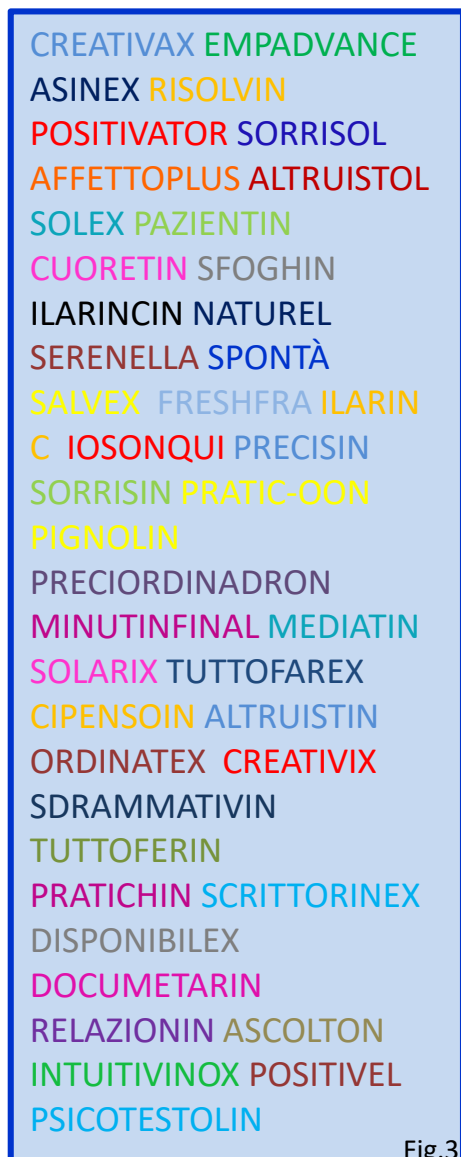 CREATIVAX EMPADVANCE
ASINEX RISOLVIN
POSITIVATOR SORRISOL
AFFETTOPLUS ALTRUISTOL
SOLEX PAZIENTIN
CUORETIN SFOGHIN
ILARINCIN NATUREL
SERENELLA SPONTÀ
SALVEX FRESHFRA ILARIN
C IOSONQUI PRECISIN
SORRISIN PRATIC-OON
PIGNOLIN
PRECIORDINADRON
MINUTINFINAL MEDIATIN
SOLARIX TUTTOFAREX
CIPENSOIN ALTRUISTIN
ORDINATEX CREATIVIX
SDRAMMATIVIN
TUTTOFERIN
PRATICHIN SCRITTORINEX
DISPONIBILEX
DOCUMETARIN
RELAZIONIN ASCOLTON
INTUITIVINOX POSITIVEL
PSICOTESTOLIN
Fig.3